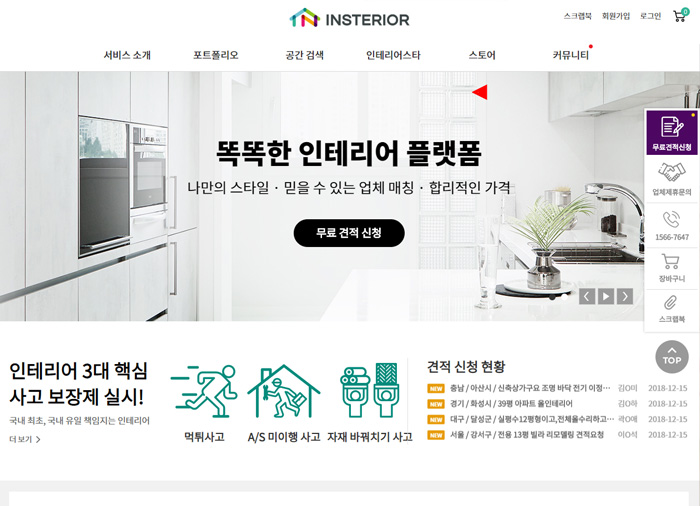 INSTERIOR
스크랩북 회원가입 로그인 0
서비스 소개 포트폴리오 공간 검색 인테리어스타 스토어 커뮤니티
똑똑한 인테리어 플랫폼
나만의 스타일 · 믿을 수 있는 업체 매칭 · 합리적인 가격
무료 견적 신청
무료견적신청
업체제휴문의
1566-7647
장바구니
스크랩북
TOP
인테리어 3대 핵심
사고 보장제 실시!
국내 최초, 국내 유일 책임지는 인테리어
더 보기 >
먹튀사고 A/S 미이행 사고 자재 바꿔치기 사고
견적 신청 현황
NEW 충남 / 아산시 / 신축상가구요 조명 바닥 전기 이정… 김O미 2018-12-15
NEW 경기 / 화성시 / 39평 아파트 올인테리어 김O하 2018-12-15
NEW 대구 / 달성군 / 실평수12평형이고,전체올수리하고… 곽O애 2018-12-15
NEW 서울 / 강서구 / 전용 13평 빌라 리모델링 견적요청 이O석 2018-12-15